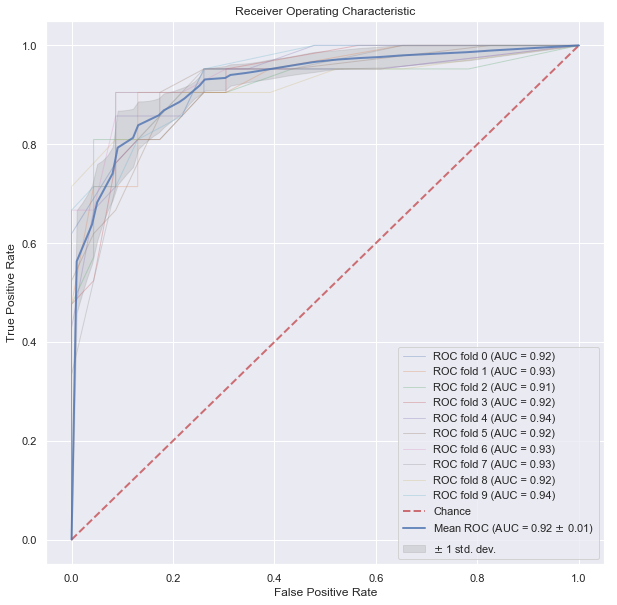 Receiver Operating Characteristic
True Positive Rate
1.0
0.8
0.6
0.4
0.2
0.0
ROC fold 0 (AUC = 0.92)
ROC fold 1 (AUC = 0.93)
ROC fold 2 (AUC = 0.91)
ROC fold 3 (AUC = 0.92)
ROC fold 4 (AUC = 0.94)
ROC fold 5 (AUC = 0.92)
ROC fold 6 (AUC = 0.93)
ROC fold 7 (AUC = 0.93)
ROC fold 8 (AUC = 0.92)
ROC fold 9 (AUC = 0.94)
Chance
Mean ROC (AUC = 0.92 ± 0.01)
± 1 std. dev.
0.0 0.2 0.4 0.6 0.8 1.0
False Positive Rate